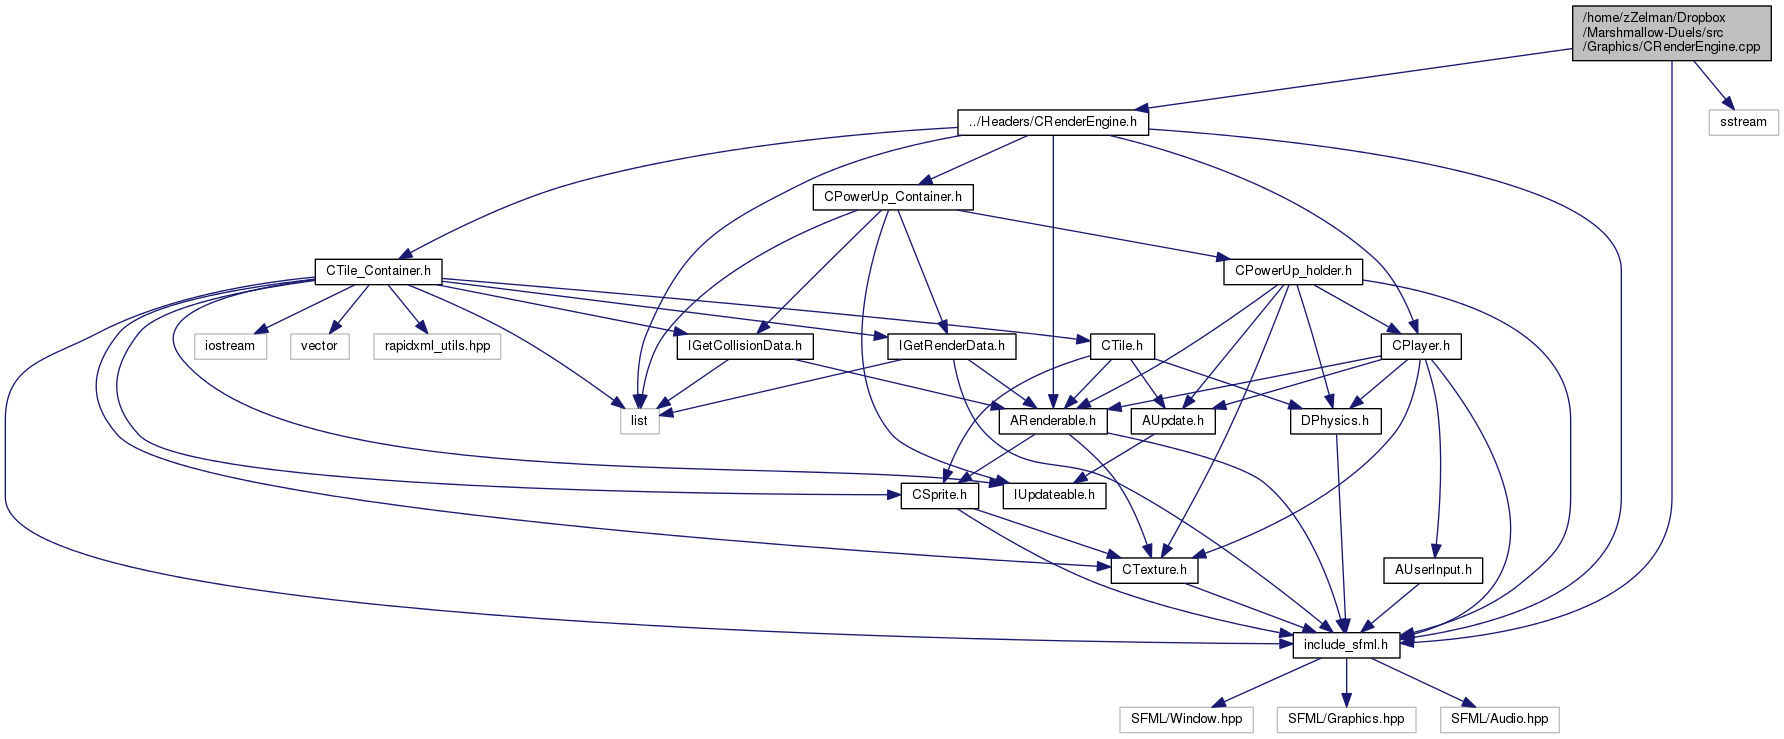 /home/zZelman/Dropbox
/Marshmallow-Duels/src
/Graphics/CRenderEngine.cpp
../Headers/CRenderEngine.h
sstream
CPowerUp_Container.h
CTile_Container.h
CPowerUp_holder.h
iostream
vector
rapidxml_utils.hpp
IGetCollisionData.h
IGetRenderData.h
CTile.h
CPlayer.h
list
ARenderable.h
AUpdate.h
DPhysics.h
CSprite.h
IUpdateable.h
CTexture.h
AUserInput.h
include_sfml.h
SFML/Window.hpp
SFML/Graphics.hpp
SFML/Audio.hpp